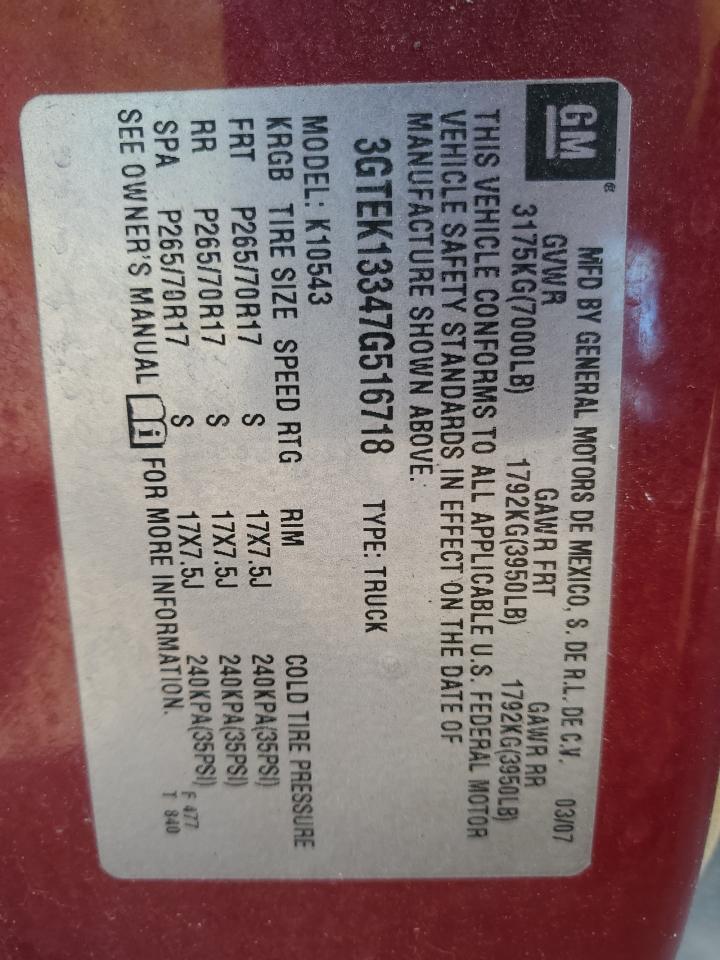 GM®
MFD BY GENERAL MOTORS DE MEXICO, S. DE R.L. DE C.V. 03/07
GVWR GAWR FRT GAWR RR
3175KG(7000LB) 1792KG(3950LB) 1792KG(3950LB)
THIS VEHICLE CONFORMS TO ALL APPLICABLE U.S. FEDERAL MOTOR
VEHICLE SAFETY STANDARDS IN EFFECT ON THE DATE OF
MANUFACTURE SHOWN ABOVE.
3GTEK13347G516718 TYPE: TRUCK
MODEL: K10543
KRGB TIRE SIZE SPEED RTG RIM COLD TIRE PRESSURE
FRT P265/70R17 S 17X7.5J 240KPA(35PSI)
RR P265/70R17 S 17X7.5J 240KPA(35PSI)
SPA P265/70R17 S 17X7.5J 240KPA(35PSI)
SEE OWNER'S MANUAL i FOR MORE INFORMATION.
F 477
T 840